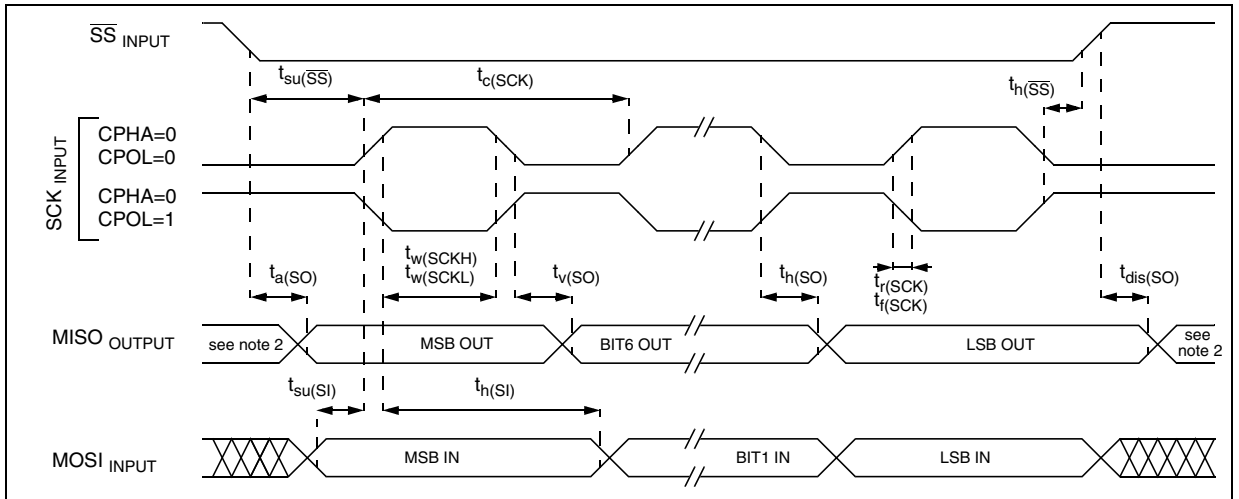 SS INPUT
tsu(SS)
tc(SCK)
th(SS)
SCK INPUT
CPHA=0
CPOL=0
CPHA=0
CPOL=1
ta(SO)
tw(SCKH)
tw(SCKL)
tv(SO)
th(SO)
tr(SCK)
tf(SCK)
tdis(SO)
MISO OUTPUT
see note 2
MSB OUT
BIT6 OUT
LSB OUT
see
note 2
tsu(SI)
th(SI)
MOSI INPUT
MSB IN
BIT1 IN
LSB IN